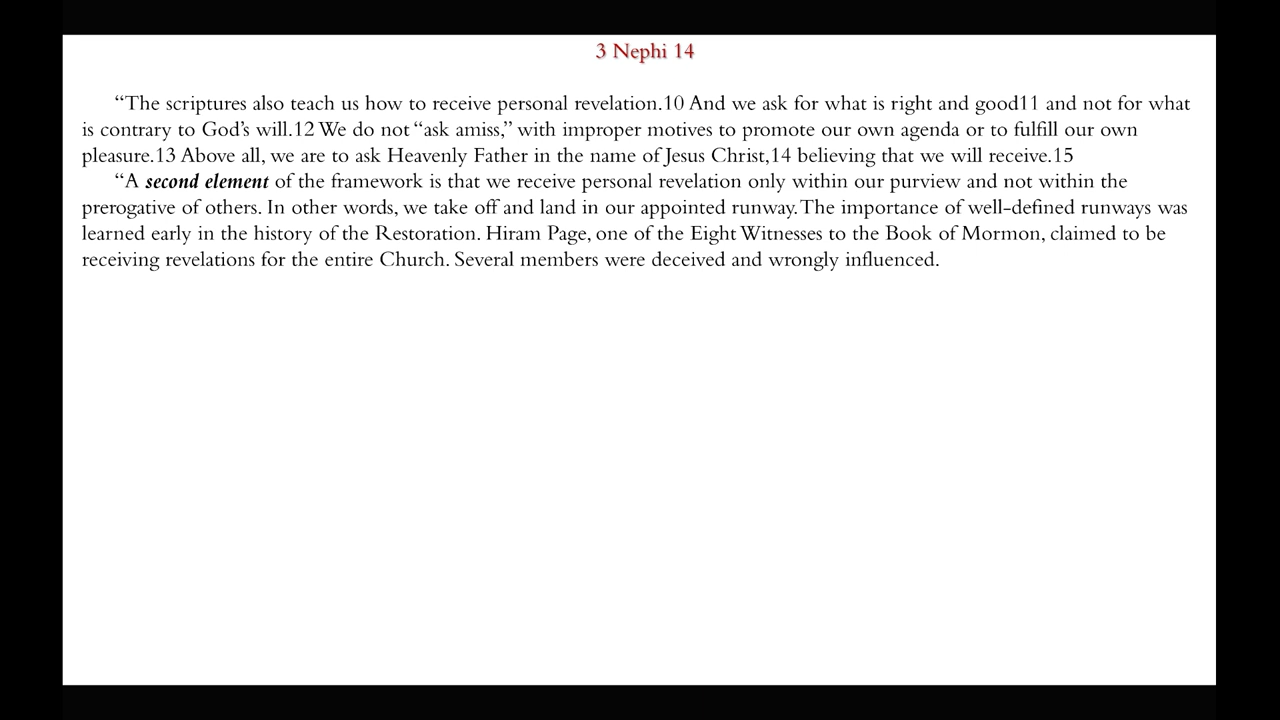 3 Nephi 14
“The scriptures also teach us how to receive personal revelation.10 And we ask for what is right and good11 and not for what
is contrary to God’s will.12 We do not “ask amiss,” with improper motives to promote our own agenda or to fulfill our own
pleasure.13 Above all, we are to ask Heavenly Father in the name of Jesus Christ,14 believing that we will receive.15
“A second element of the framework is that we receive personal revelation only within our purview and not within the
prerogative of others. In other words, we take off and land in our appointed runway. The importance of well-defined runways was
learned early in the history of the Restoration. Hiram Page, one of the Eight Witnesses to the Book of Mormon, claimed to be
receiving revelations for the entire Church. Several members were deceived and wrongly influenced.